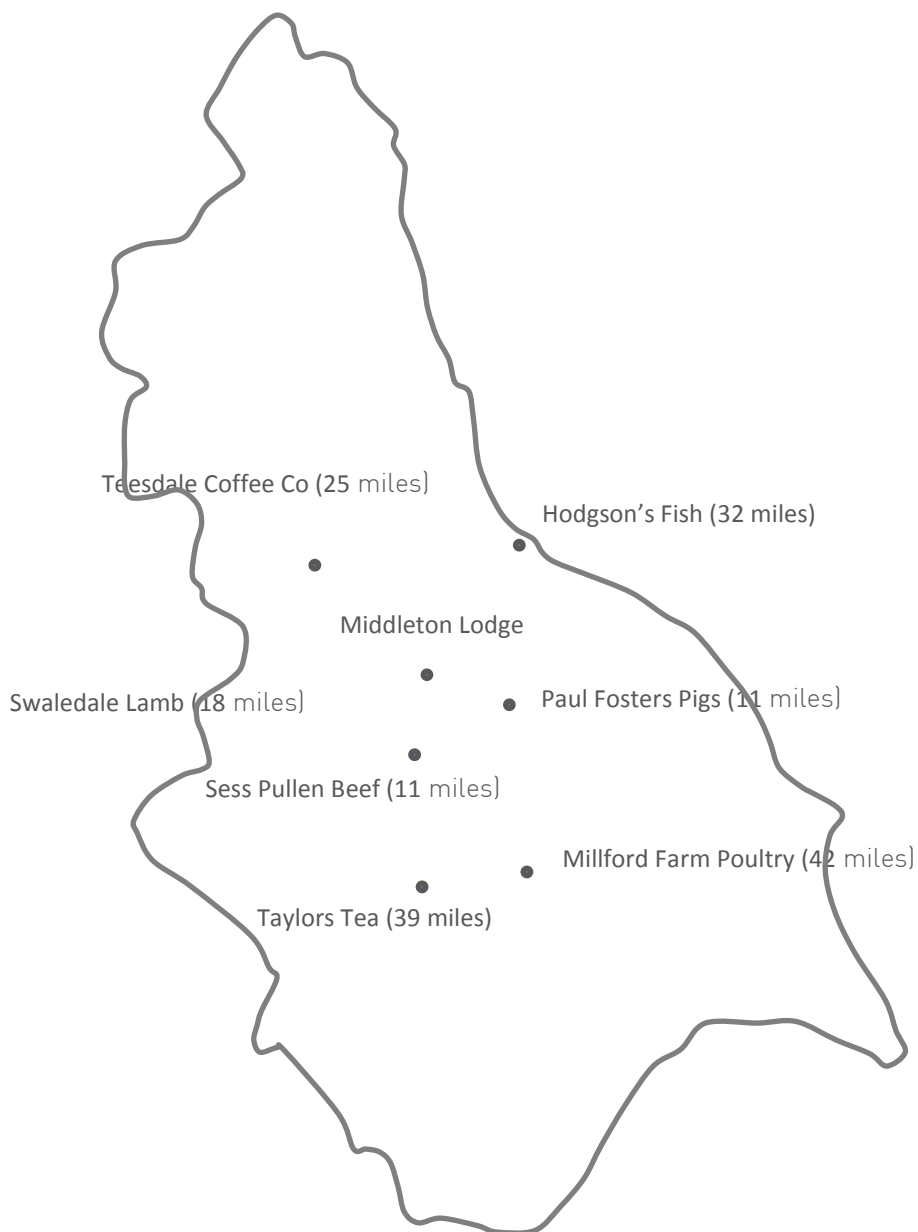 Teesdale Coffee Co (25 miles)
Hodgson's Fish (32 miles)
Middleton Lodge
Swaledale Lamb (18 miles)
Paul Fosters Pigs (11 miles)
Sess Pullen Beef (11 miles)
Millford Farm Poultry (42 miles)
Taylors Tea (39 miles)